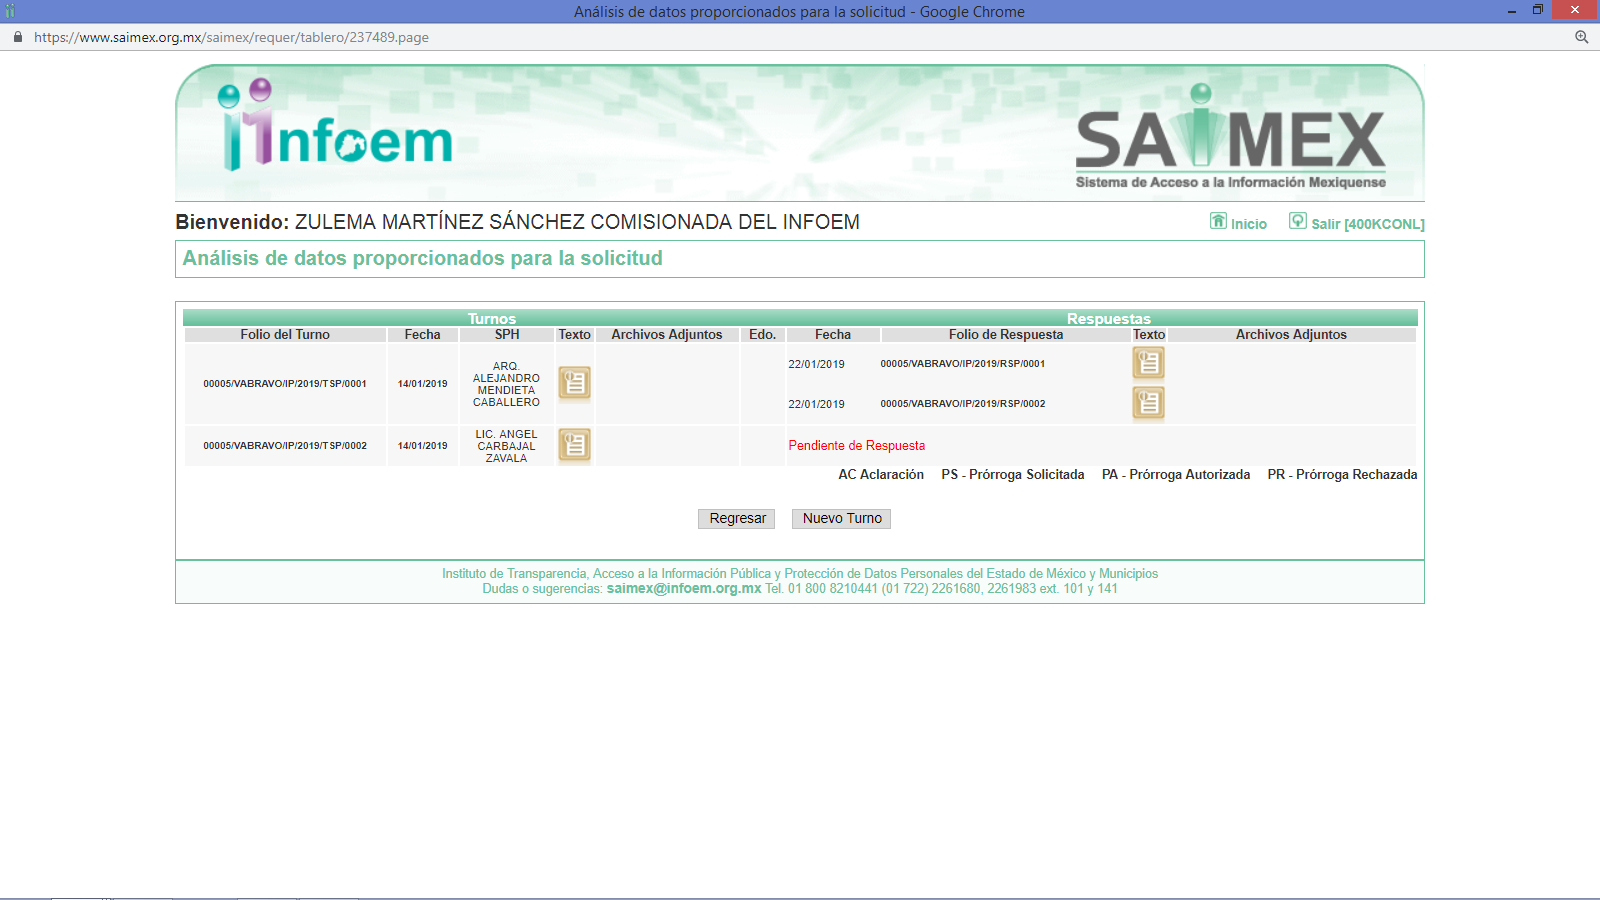 Análisis de datos proporcionados para la solicitud - Google Chrome
https://www.saimex.org.mx/saimex/requer/tablero/237489.page
infoem
SAIMEX
Sistema de Acceso a la Información Mexiquense
Bienvenido: ZULEMA MARTÍNEZ SÁNCHEZ COMISIONADA DEL INFOEM
Inicio
Salir [400KCONL]
Análisis de datos proporcionados para la solicitud
Turnos Respuestas
Folio del Turno Fecha SPH Texto Archivos Adjuntos Edo. Fecha Folio de Respuesta Texto Archivos Adjuntos
00005/VABRAVO/IP/2019/TSP/0001 14/01/2019
ARQ.
ALEJANDRO
MENDIETA
CABALLERO
22/01/2019 00005/VABRAVO/IP/2019/RSP/0001
22/01/2019 00005/VABRAVO/IP/2019/RSP/0002
00005/VABRAVO/IP/2019/TSP/0002 14/01/2019
LIC. ANGEL
CARBAJAL
ZAVALA
Pendiente de Respuesta
AC Aclaración PS - Prórroga Solicitada PA - Prórroga Autorizada PR - Prórroga Rechazada
Regresar Nuevo Turno
Instituto de Transparencia, Acceso a la Información Pública y Protección de Datos Personales del Estado de México y Municipios
Dudas o sugerencias: saimex@infoem.org.mx Tel. 01 800 8210441 (01 722) 2261680, 2261983 ext. 101 y 141